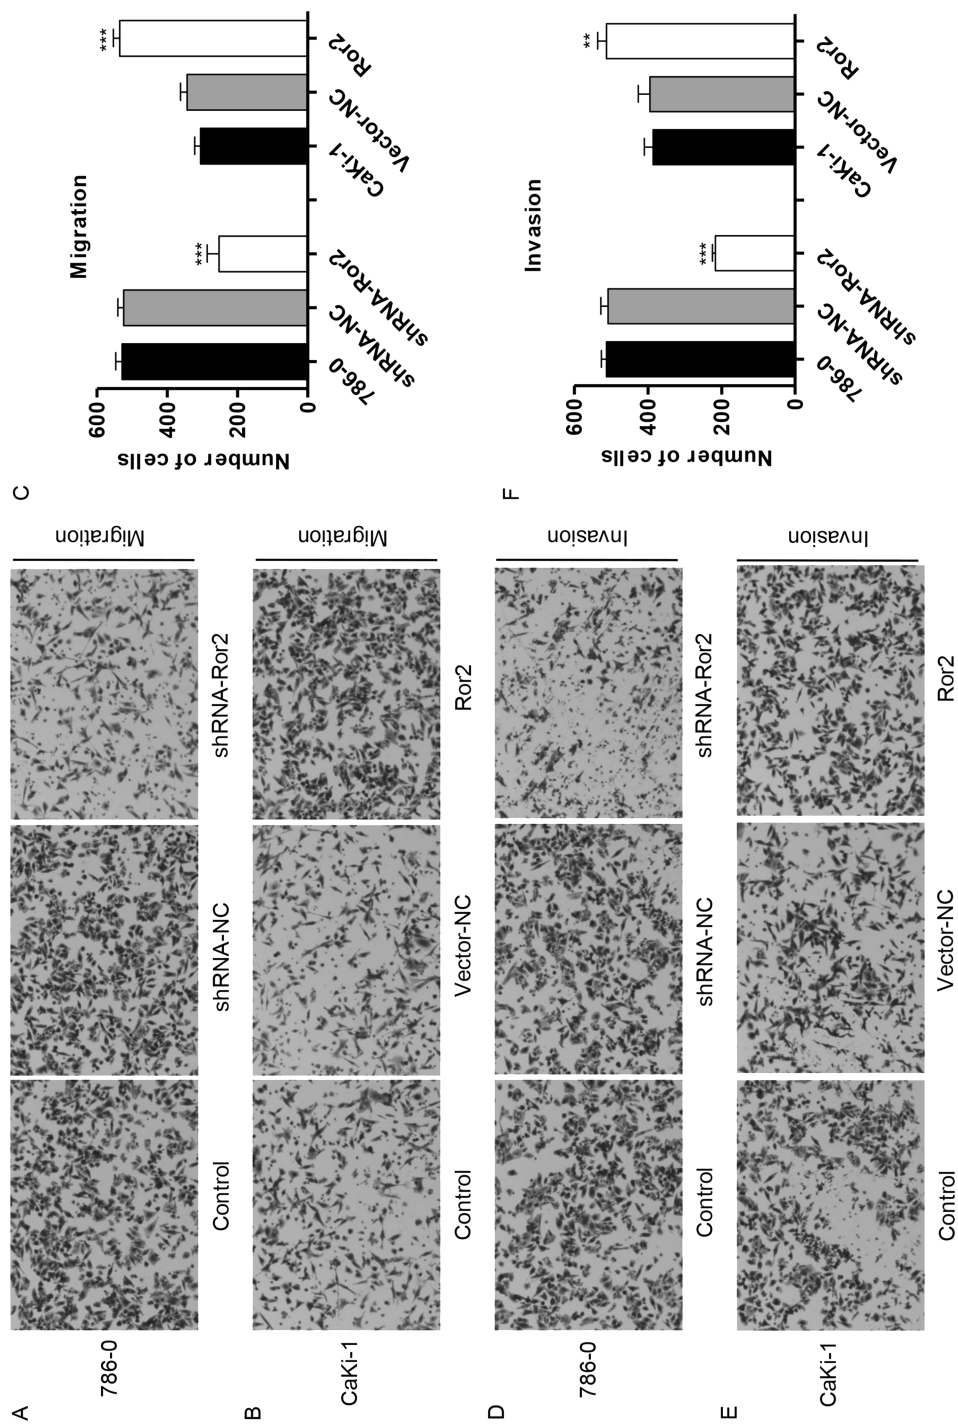 A
786-0
Control
shRNA-NC
shRNA-Ror2
Migration
B
CaKi-1
Control
Vector-NC
Ror2
Migration
C
Migration
Number of cells
600
400
200
0
***
***
786-0
shRNA-NC
shRNA-Ror2
CaKi-1
Vector-NC
Ror2
D
786-0
Control
shRNA-NC
shRNA-Ror2
Invasion
E
CaKi-1
Control
Vector-NC
Ror2
Invasion
F
Invasion
Number of cells
600
400
200
0
***
**
786-0
shRNA-NC
shRNA-Ror2
CaKi-1
Vector-NC
Ror2